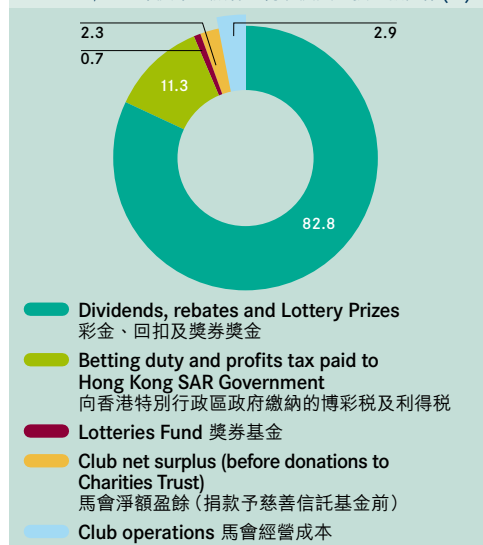 2.3
2.9
0.7
11.3
82.8
Dividends, rebates and Lottery Prizes
彩金、回扣及獎券獎金
Betting duty and profits tax paid to
Hong Kong SAR Government
向香港特別行政區政府繳納的博彩税及利得税
Lotteries Fund 獎券基金
Club net surplus (before donations to
Charities Trust)
馬會淨額盈餘（捐款予慈善信託基金前）
Club operations 馬會經營成本